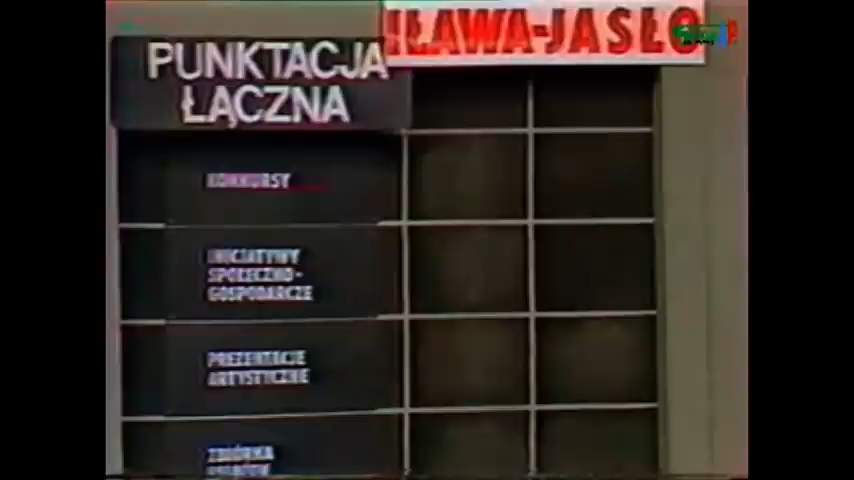 IŁAWA-JASŁO
PUNKTACJA
ŁĄCZNA
KONKURSY
INICJATYWY
SPOŁECZNO-
GOSPODARCZE
PREZENTACJE
ARTYSTYCZNE
ZBIÓRKA